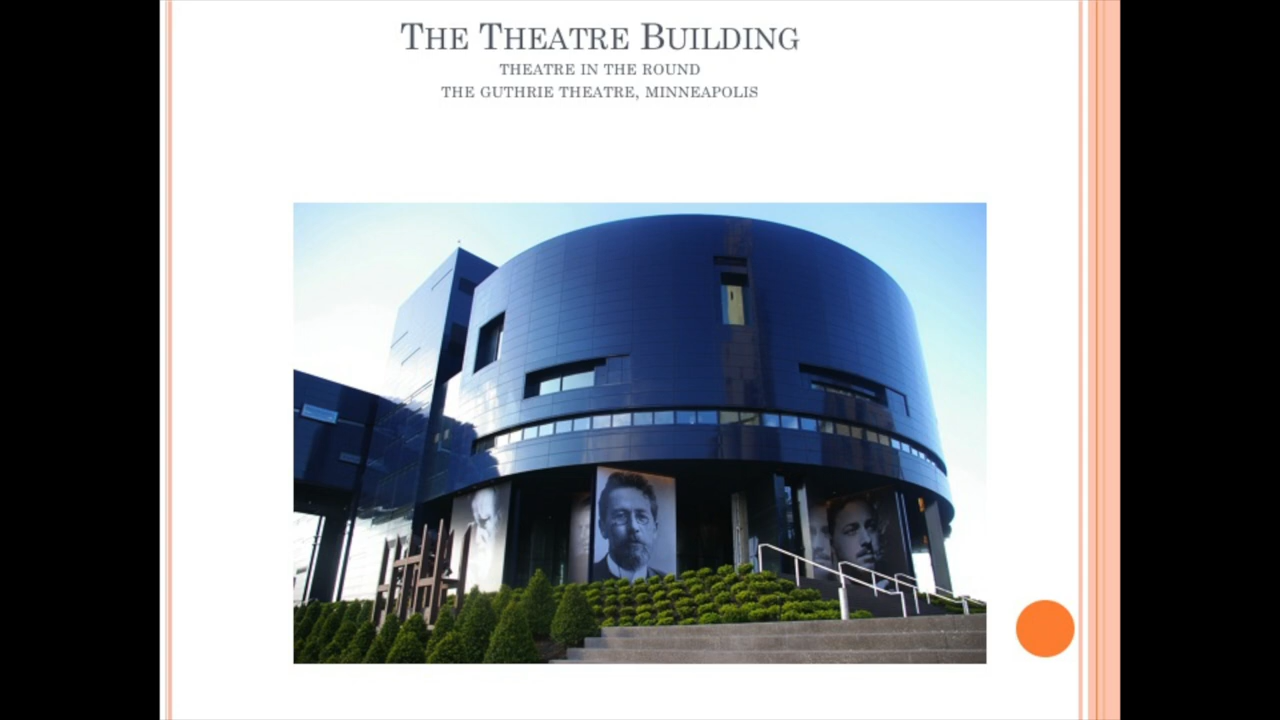 The Theatre Building
theatre in the round
the guthrie theatre, minneapolis